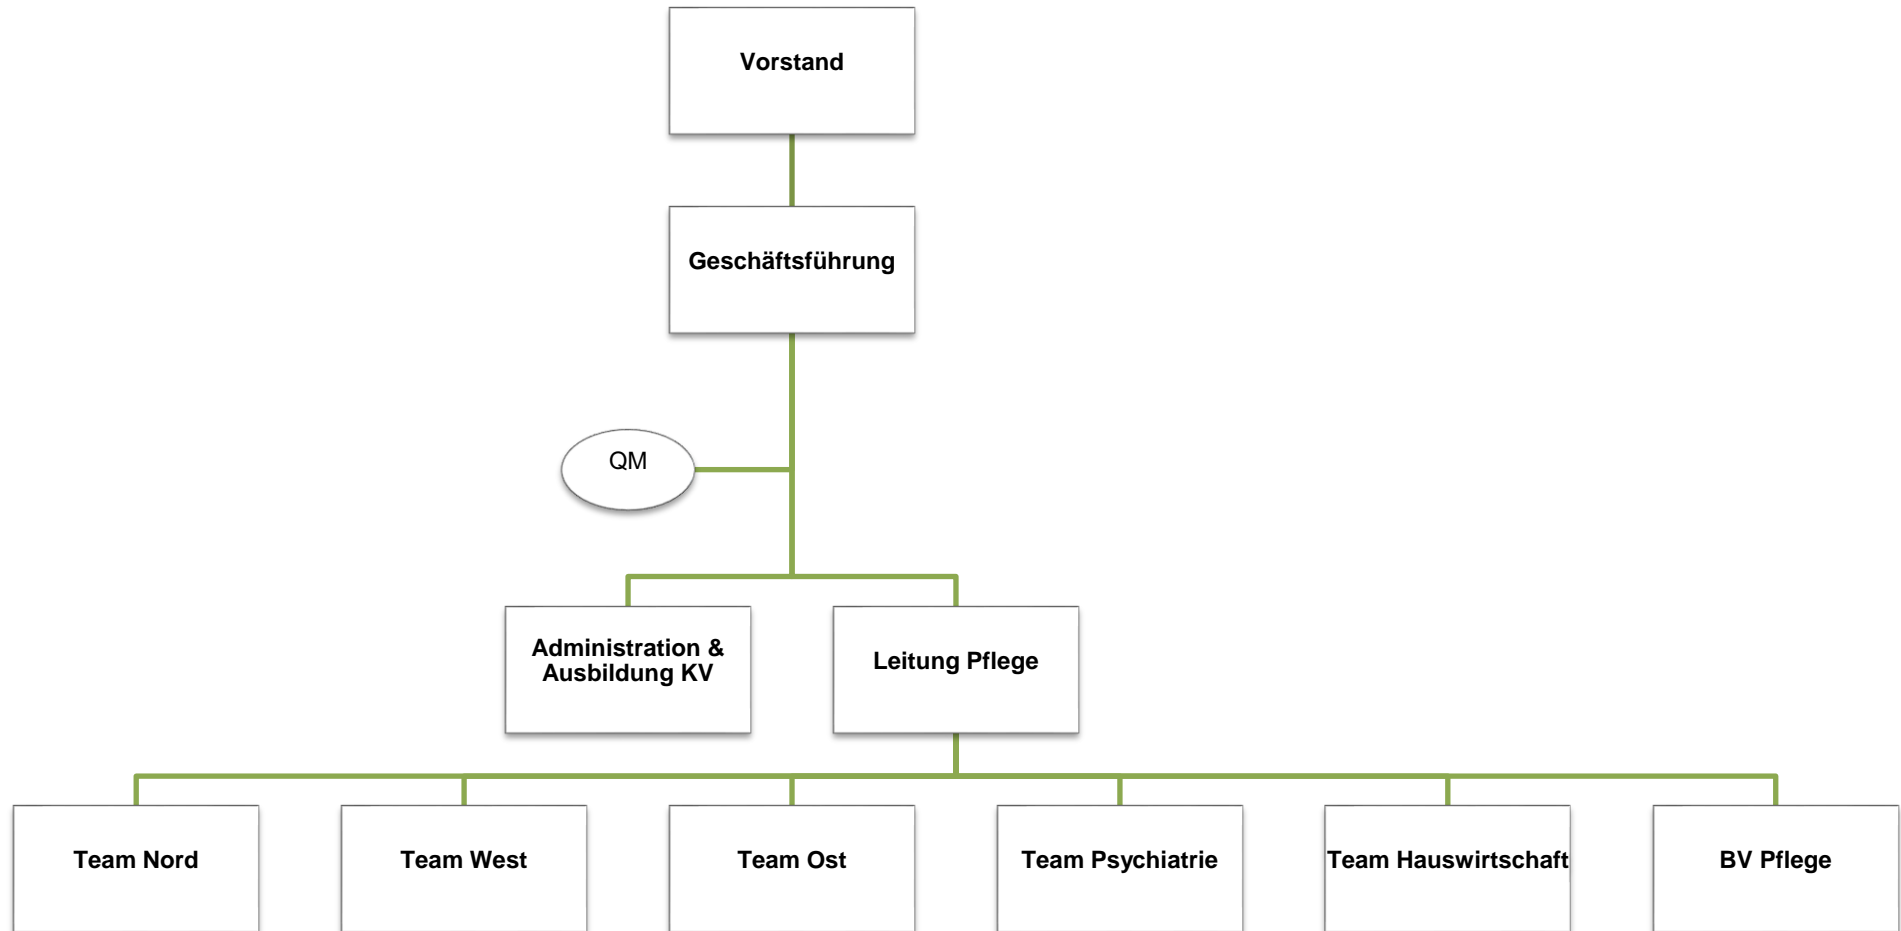 Vorstand
Geschäftsführung
QM
Administration &
Ausbildung KV
Leitung Pflege
Team Nord
Team West
Team Ost
Team Psychiatrie
Team Hauswirtschaft
BV Pflege